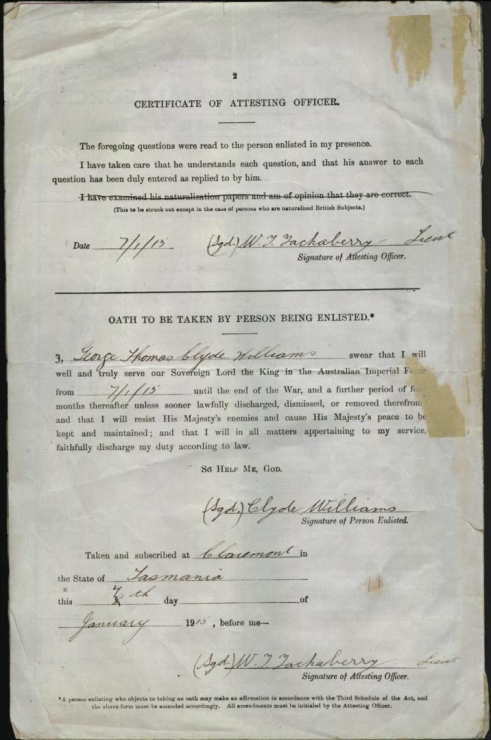 2
CERTIFICATE OF ATTESTING OFFICER.
The foregoing questions were read to the person enlisted in my presence.
I have taken care that he understands each question, and that his answer to each
question has been duly entered as replied to by him.
I have examined his naturalisation papers and am of opinion that they are correct.
(This to be struck out except in the case of persons who are naturalized British Subjects.)
Date 7/1/15 (Sgd.) W. T. Tackaberry Lieut
Signature of Attesting Officer.
OATH TO BE TAKEN BY PERSON BEING ENLISTED.*
George Thomas Clyde Williams swear that I will
well and truly serve our Sovereign Lord the King in the Australian Imperial
from 7/1/15 until the end of the War, and a further period of
months thereafter unless sooner lawfully discharged, dismissed, or removed
and that I will resist His Majesty's enemies and cause His Majesty's peace to be
kept and maintained; and that I will in all matters appertaining to my service,
faithfully discharge my duty according to law.
SO HELP ME, GOD.
(Sgd.) Clyde Williams
Signature of Person Enlisted.
Taken and subscribed at Claremont in
the State of Tasmania
this 7th day of
January 1915, before me—
(Sgd) W. T. Tackaberry Lieut
Signature of Attesting Officer.
*A person enlisting who objects to taking an oath may make an affirmation in accordance with the Third Schedule of the Act, and
the above form must be amended accordingly. All amendments must be initialed by the Attesting Officer.